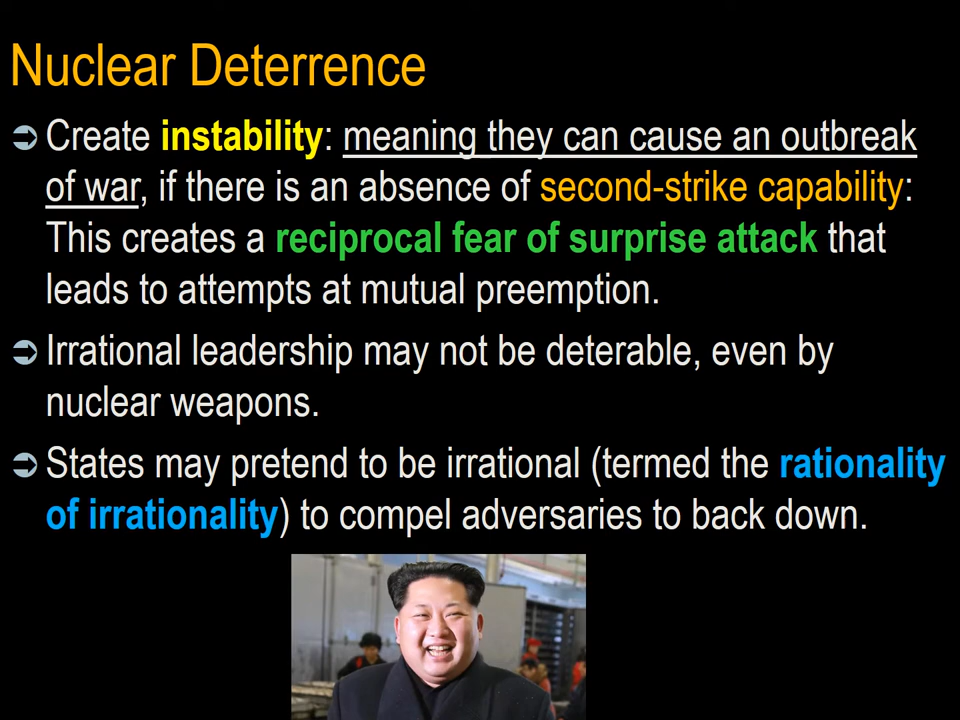 Nuclear Deterrence
Create instability: meaning they can cause an outbreak
of war, if there is an absence of second-strike capability:
This creates a reciprocal fear of surprise attack that
leads to attempts at mutual preemption.
Irrational leadership may not be deterable, even by
nuclear weapons.
States may pretend to be irrational (termed the rationality
of irrationality) to compel adversaries to back down.